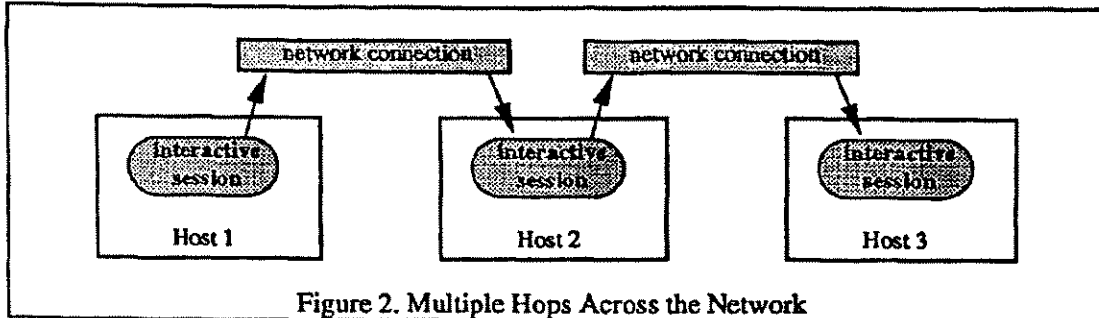 network connection
network connection
interactive
session
interactive
session
interactive
session
Host 1
Host 2
Host 3
Figure 2. Multiple Hops Across the Network